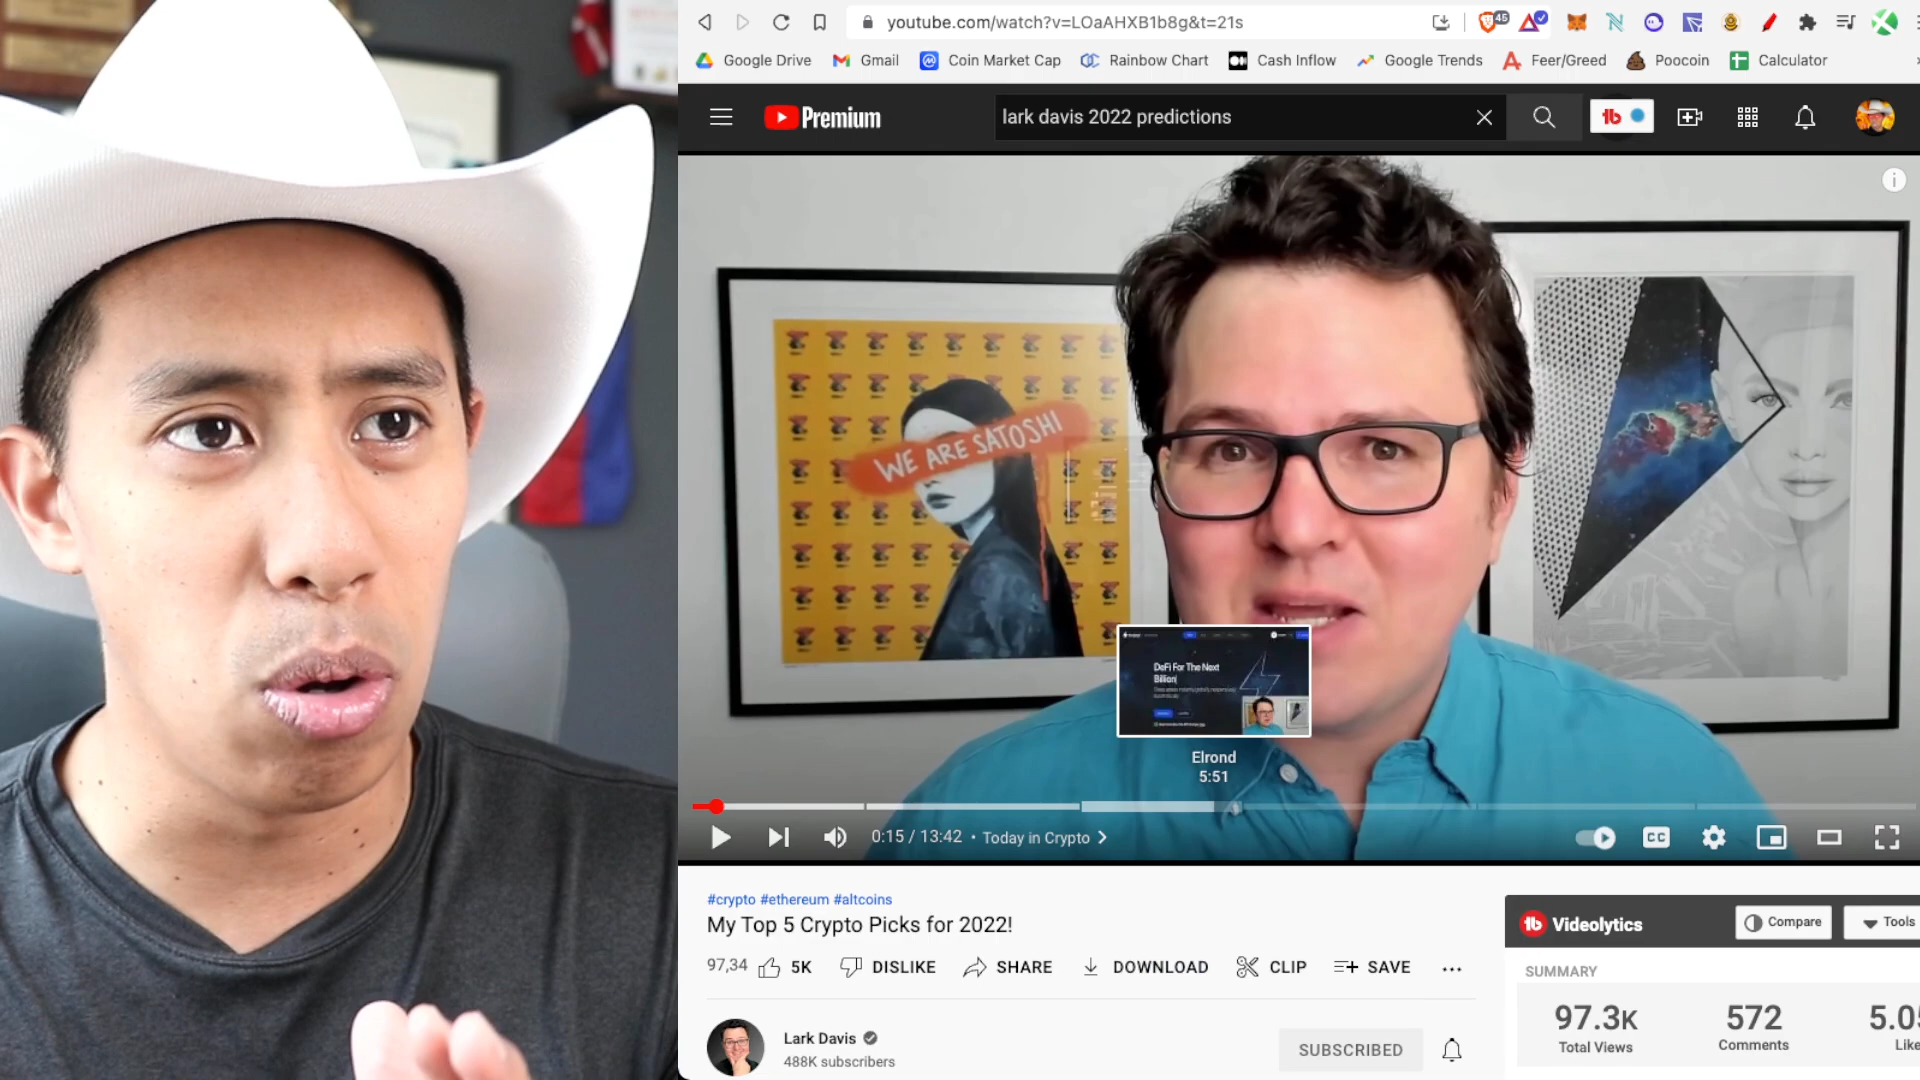 youtube.com/watch?v=LOaAHXB1b8g&t=21s
45
Google Drive
Gmail
Coin Market Cap
Rainbow Chart
Cash Inflow
Google Trends
Feer/Greed
Poocoin
Calculator
Premium
lark davis 2022 predictions
WE ARE SATOSHI
DeFi For The Next
Billion
Elrond
5:51
0:15 / 13:42 • Today in Crypto
CC
#crypto #ethereum #altcoins
My Top 5 Crypto Picks for 2022!
97,34
5K
DISLIKE
SHARE
DOWNLOAD
CLIP
SAVE
Lark Davis
488K subscribers
SUBSCRIBED
Videolytics
Compare
Tools
SUMMARY
97.3K
572
Total Views
Comments
Like